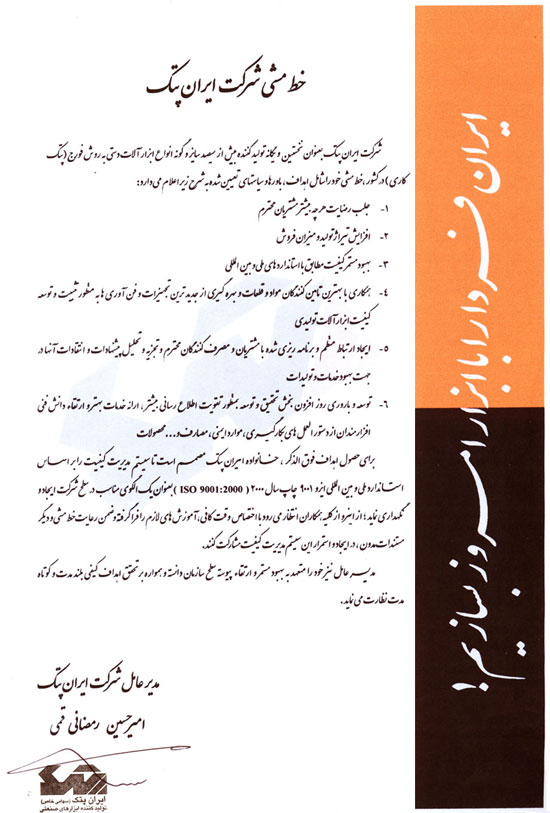 خط مشی شرکت ایران پتک
شرکت ایران پتک بعنوان نخستین و یگانه تولید کننده بیش از سیصد سایز و گونه انواع ابزار آلات دستی به روش فورج (پتک
کاری) در کشور، خط مشی خود را شامل اهداف، باورها و سیاستهای تعیین شده به شرح زیر اعلام می دارد:
۱- جلب رضایت هر چه بیشتر مشتریان محترم
۲- افزایش تیراژ تولید و میزان فروش
۳- بهبود مستمر کیفیت مطابق با استانداردهای ملی و بین المللی
۴- همکاری با بهترین تامین کنندگان مواد و قطعات و بهره گیری از جدیدترین تجهیزات و فن آوری ها به منظور تثبیت و توسعه
کیفیت ابزار آلات تولیدی
۵- ایجاد ارتباط منظم و برنامه ریزی شده با مشتریان و مصرف کنندگان محترم و تجزیه و تحلیل پیشنهادات و انتقادات آنها در
جهت بهبود خدمات و تولیدات
۶- توسعه و باروری روز افزون بخش تحقیق و توسعه بمنظور تقویت اطلاع رسانی بیشتر، ارائه خدمات بهتر و ارتقاء دانش فنی
افزارمندان از دستورالعمل های بکارگیری، موارد ایمنی، مصارف و... محصولات
برای حصول اهداف فوق الذکر، خانواده ایران پتک مصمم است تا سیستم مدیریت کیفیت را بر اساس
استاندارد ملی و بین المللی ایزو ۹۰۰۱ چاپ سال ۲۰۰۰ ( ISO 9001:2000 ) بعنوان یک الگوی مناسب در سطح شرکت ایجاد و
نگهداری نماید؛ از اینرو از کلیه همکاران انتظار می رود با اختصاص وقت کافی، آموزش های لازم را فرا گرفته و ضمن رعایت خط مشی و دیگر
مستندات مدون، در ایجاد و استمرار این سیستم مدیریت کیفیت مشارکت کنند.
مدیر عامل نیز خود را متعهد به بهبود مستمر و ارتقاء پیوسته سطح سازمان دانسته و همواره بر تحقق اهداف کیفی بلند مدت و کوتاه
مدت نظارت می نماید.
مدیر عامل شرکت ایران پتک
امیرحسین رمضانی قمی
ایران پتک (سهامی خاص)
تولید کننده ابزارهای صنعتی
ایران فردا را با ابزار امروز بسازیم!